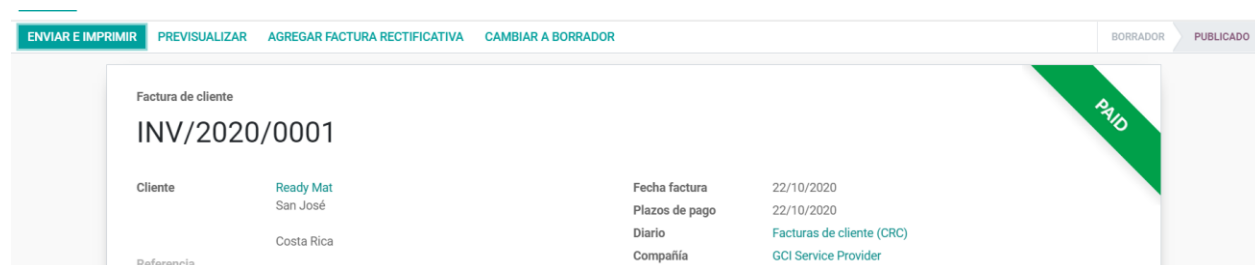 ENVIAR E IMPRIMIR PREVISUALIZAR AGREGAR FACTURA RECTIFICATIVA CAMBIAR A BORRADOR BORRADOR PUBLICADO
PAID
Factura de cliente
INV/2020/0001
Cliente Ready Mat Fecha factura 22/10/2020
San José
Plazos de pago 22/10/2020
Diario Facturas de cliente (CRC)
Costa Rica
Compañía GCI Service Provider
Referencia